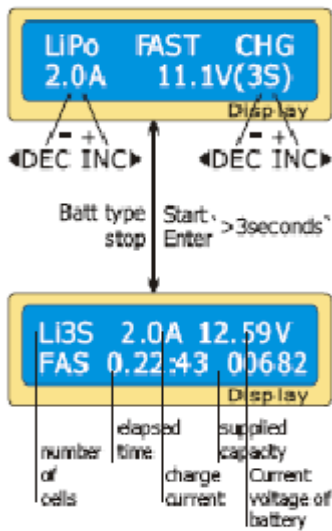 LiPo FAST CHG
2.0A 11.1V(3S)
Display
- + - +
◀DEC INC▶ ◀DEC INC▶
Batt type Start
stop Enter ">3seconds"
Li3S 2.0A 12.59V
FAS 0.22:43 00682
Display
number of cells
elapsed time
charge current
supplied capacity
Current voltage of battery